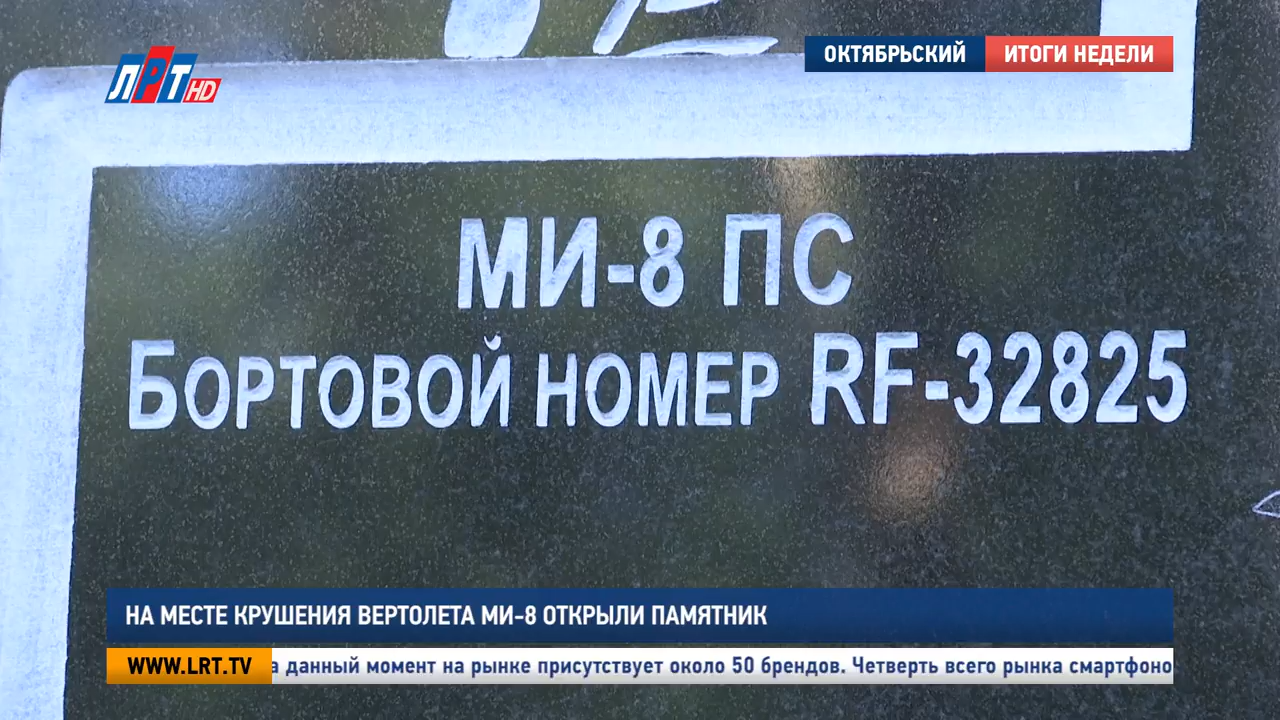 ЛРТ HD
ОКТЯБРЬСКИЙ ИТОГИ НЕДЕЛИ
МИ-8 ПС
БОРТОВОЙ НОМЕР RF-32825
НА МЕСТЕ КРУШЕНИЯ ВЕРТОЛЕТА МИ-8 ОТКРЫЛИ ПАМЯТНИК
WWW.LRT.TV а данный момент на рынке присутствует около 50 брендов. Четверть всего рынка смартфоно